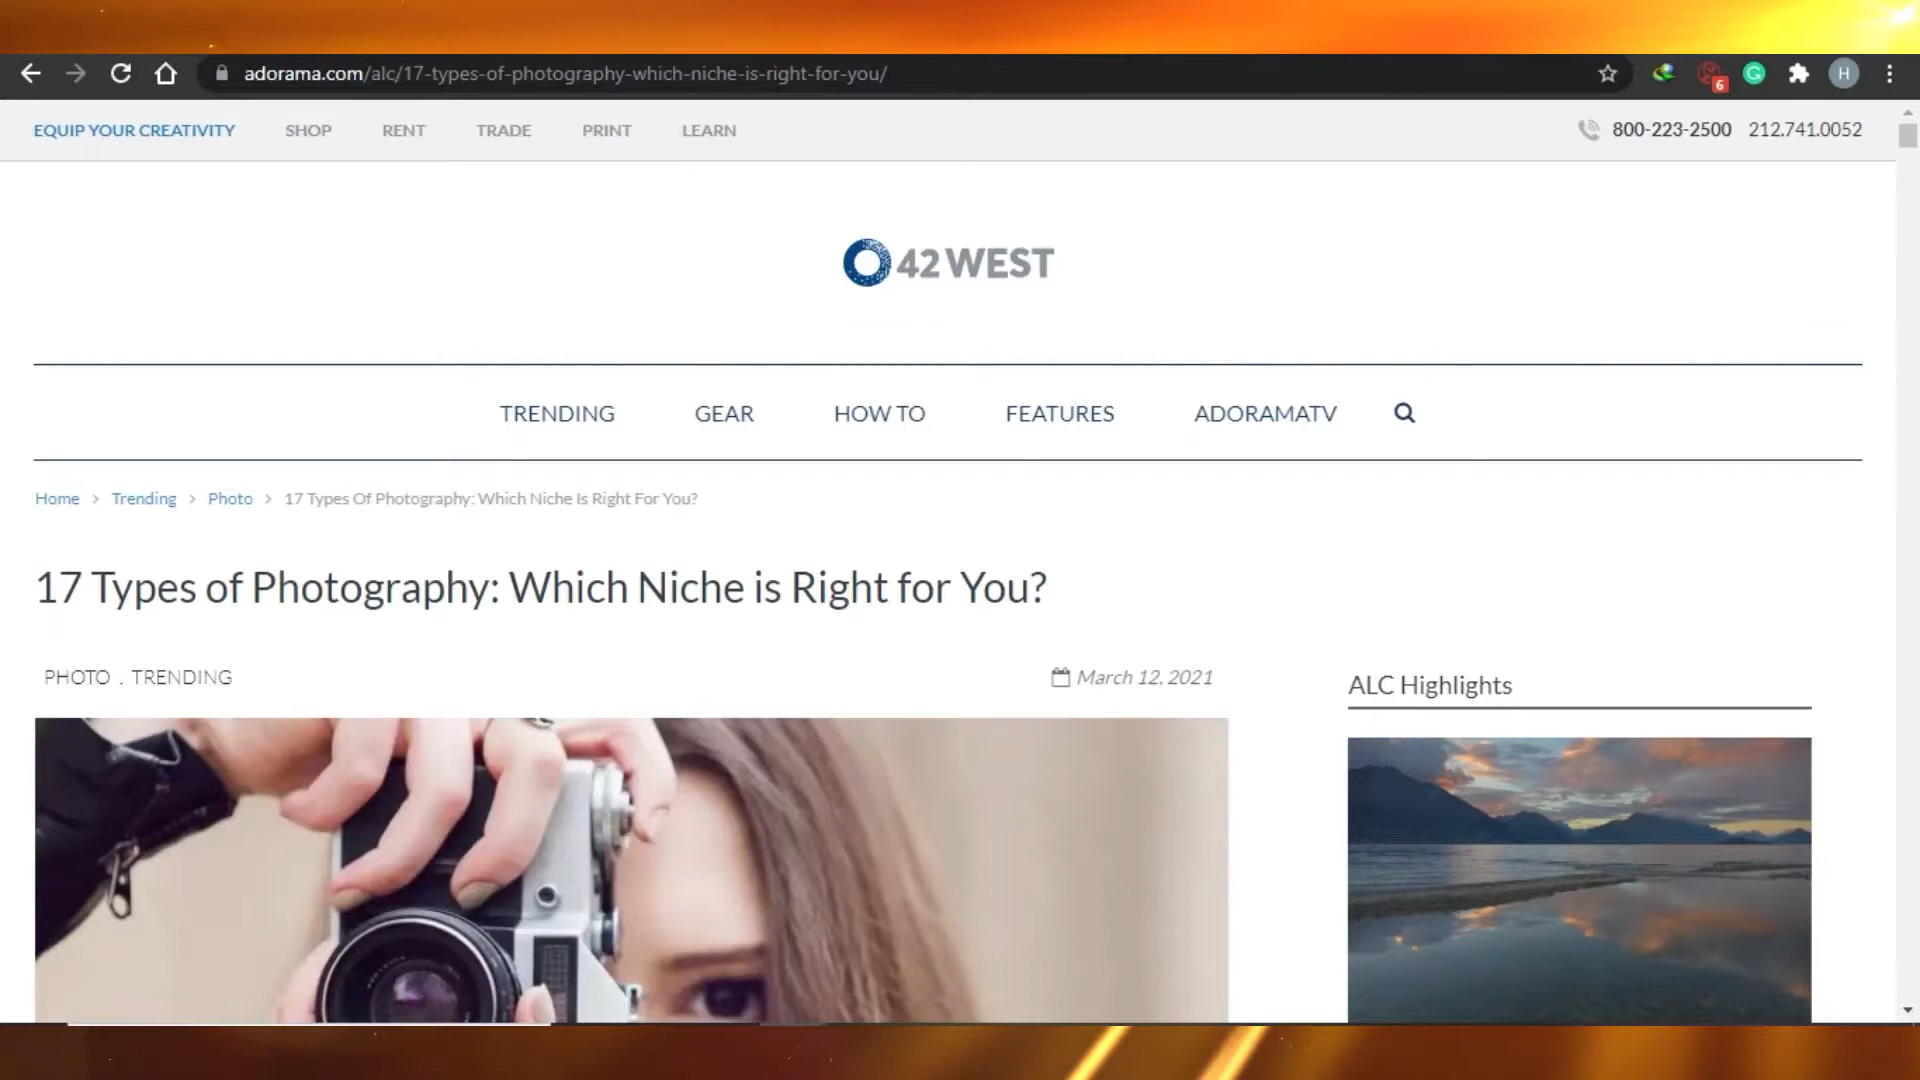 adorama.com/alc/17-types-of-photography-which-niche-is-right-for-you/
6
G
H
EQUIP YOUR CREATIVITY SHOP RENT TRADE PRINT LEARN 800-223-2500 212.741.0052
42 WEST
TRENDING GEAR HOW TO FEATURES ADORAMATV
Home > Trending > Photo > 17 Types Of Photography: Which Niche Is Right For You?
17 Types of Photography: Which Niche is Right for You?
PHOTO . TRENDING March 12, 2021
ALC Highlights